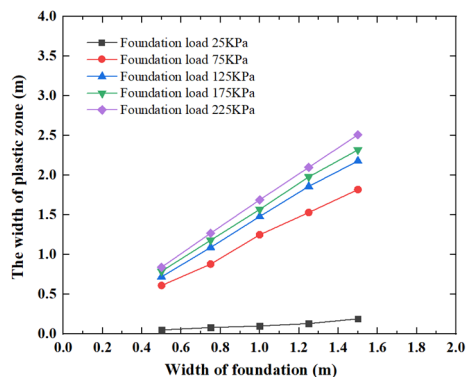 4.0
3.5
3.0
2.5
2.0
1.5
1.0
0.5
0.0
The width of plastic zone (m)
Foundation load 25KPa
Foundation load 75KPa
Foundation load 125KPa
Foundation load 175KPa
Foundation load 225KPa
0.0 0.2 0.4 0.6 0.8 1.0 1.2 1.4 1.6 1.8 2.0
Width of foundation (m)